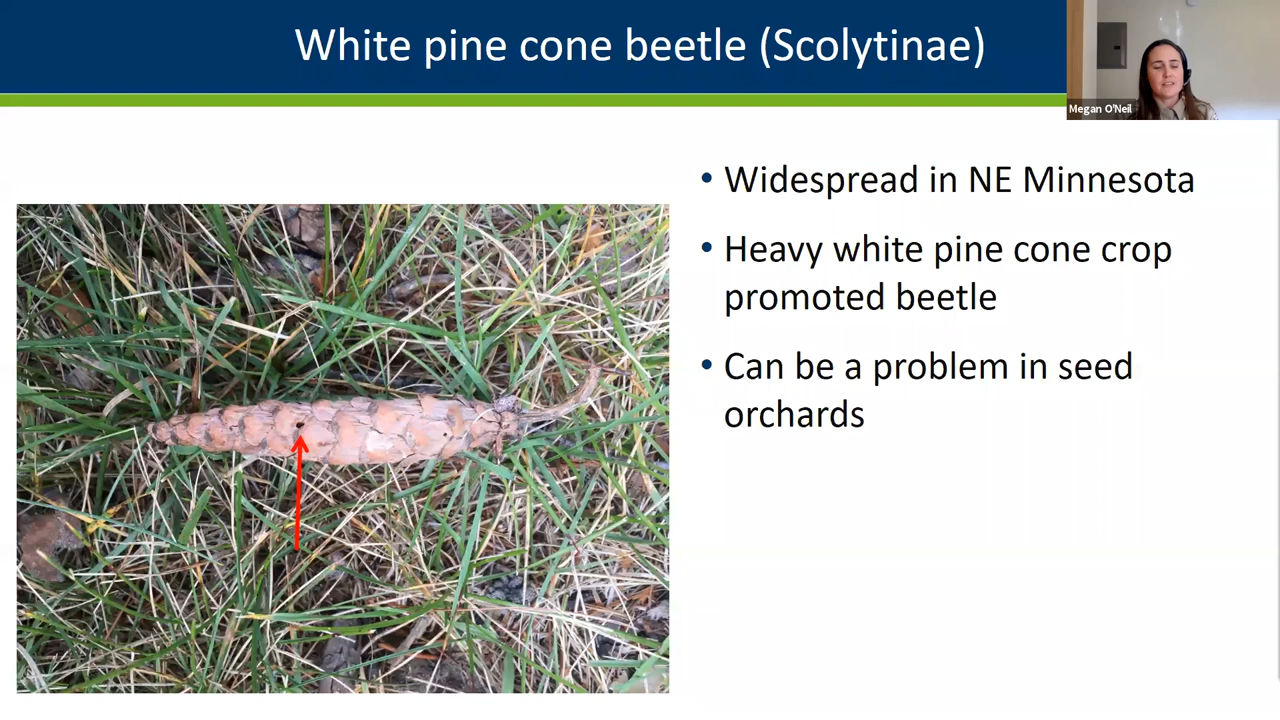 White pine cone beetle (Scolytinae)
Megan O'Neil
• Widespread in NE Minnesota
• Heavy white pine cone crop
promoted beetle
• Can be a problem in seed
orchards